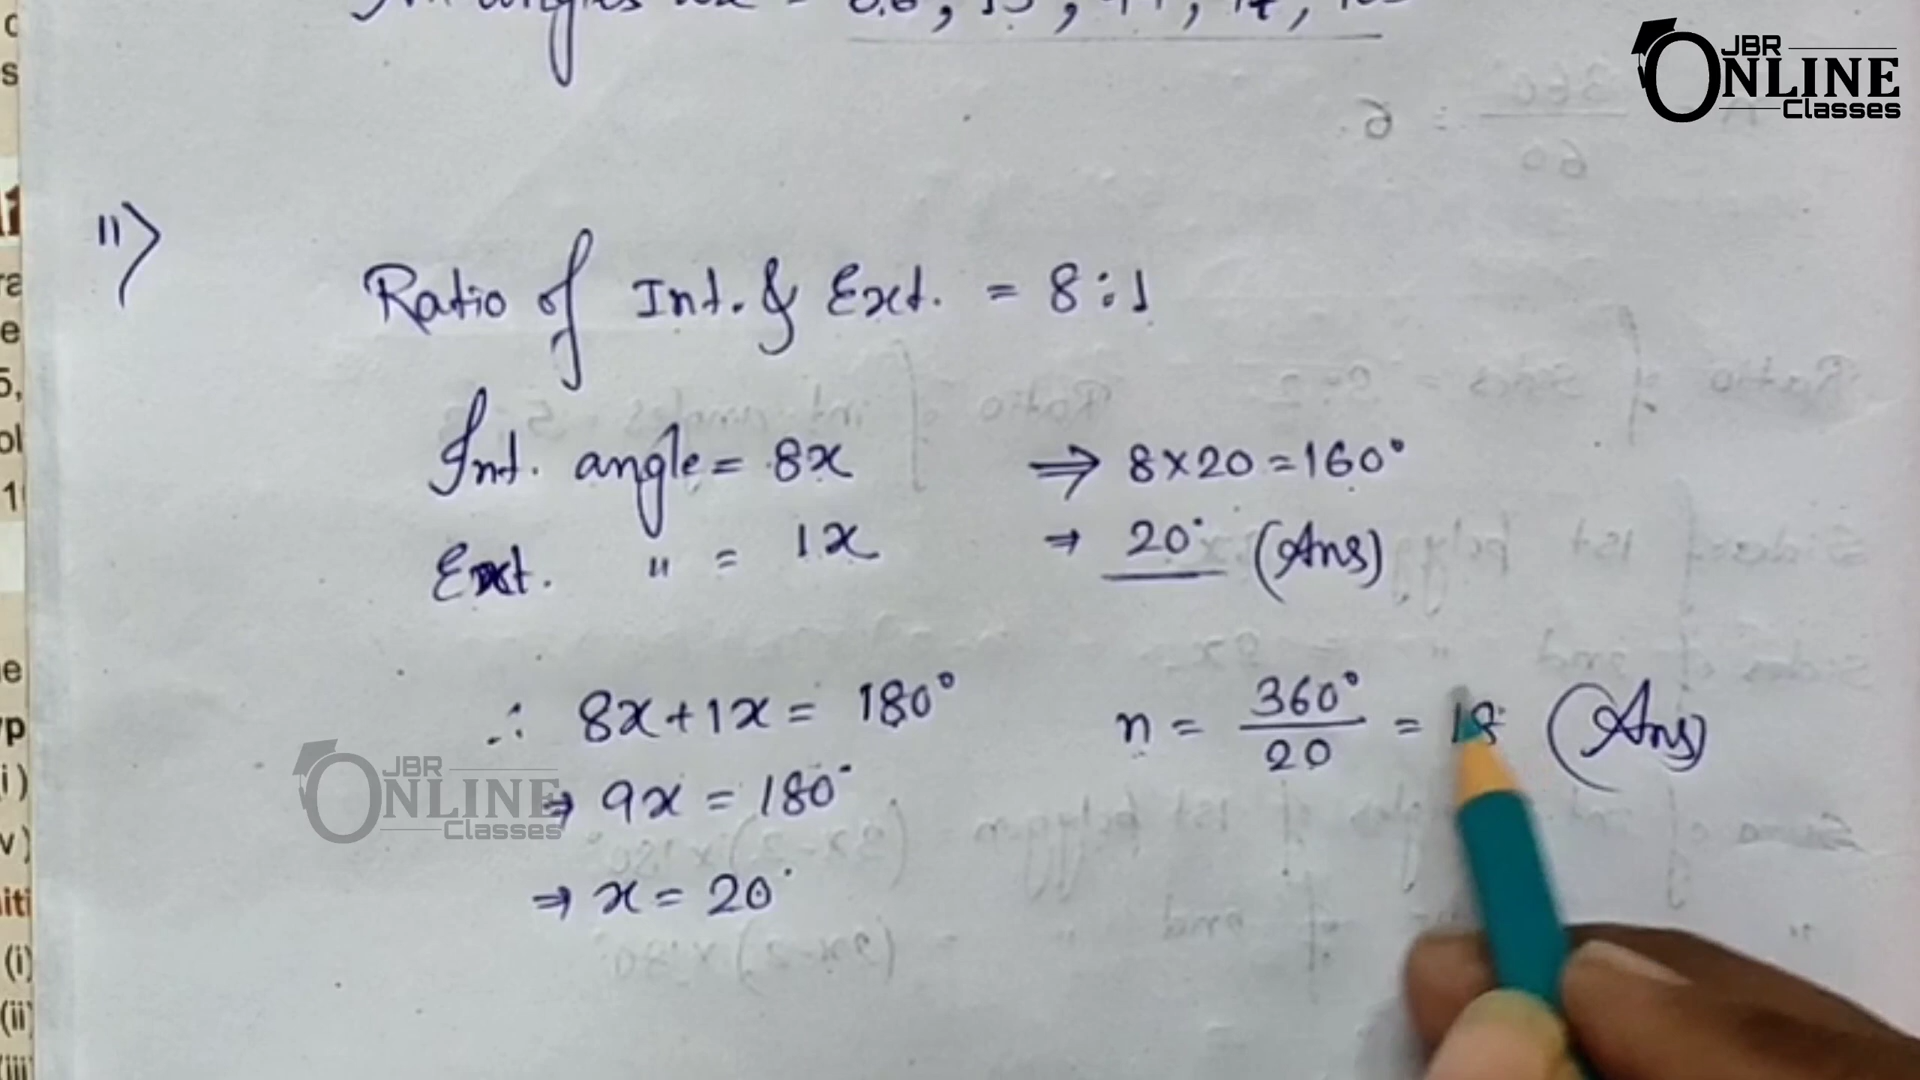 JBR
ONLINE
Classes
11)
Ratio of Int. & Ext. = 8:1
Int. angle = 8x ⇒ 8×20=160°
Ext. " = 1x ⇒ 20° (Ans)
∴ 8x+1x = 180° n = 360°/20 = 18 (Ans)
⇒ 9x = 180°
⇒ x = 20°
JBR
ONLINE
Classes